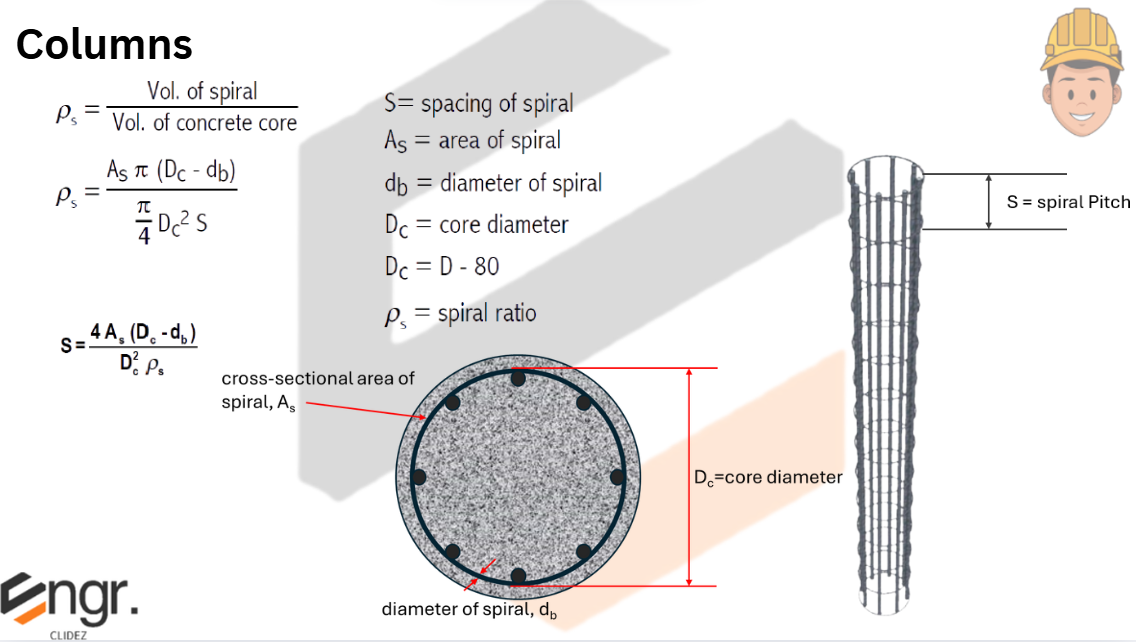 Columns
ρs = Vol. of spiral / Vol. of concrete core
ρs = As π (Dc - db) / π/4 Dc² S
S= 4 As (Dc - db) / Dc² ρs
S= spacing of spiral
As = area of spiral
db = diameter of spiral
Dc = core diameter
Dc = D - 80
ρs = spiral ratio
S = spiral Pitch
cross-sectional area of
spiral, As
Dc=core diameter
diameter of spiral, db
Engr.
CLIDEZ